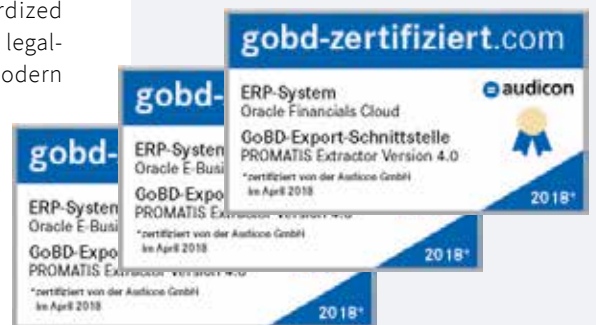 rdized
legal-
odern
gobd-zertifiziert.com
audicon
ERP-System
Oracle Financials Cloud
GoBD-Export-Schnittstelle
PROMATIS Extractor Version 4.0
*zertifiziert von der Audicon GmbH
im April 2018
2018*
gobd-
ERP-System
Oracle E-Busi
GoBD-Expo
PROMATIS Extractor Version 4.0
*zertifiziert von der Audicon GmbH
im April 2018
2018*
gobd-
ERP-System
Oracle E-Busi
GoBD-Expo
PROMATIS Extractor Version 4.0
*zertifiziert von der Audicon GmbH
im April 2018
2018*